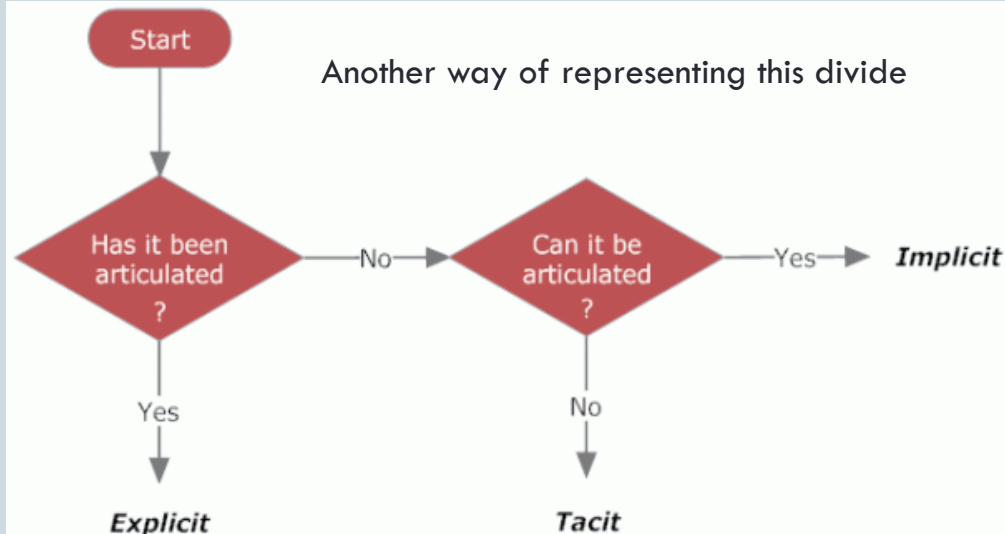 Start
Another way of representing this divide
Has it been
articulated
?
No
Can it be
articulated
?
Yes
Implicit
Yes
No
Explicit
Tacit